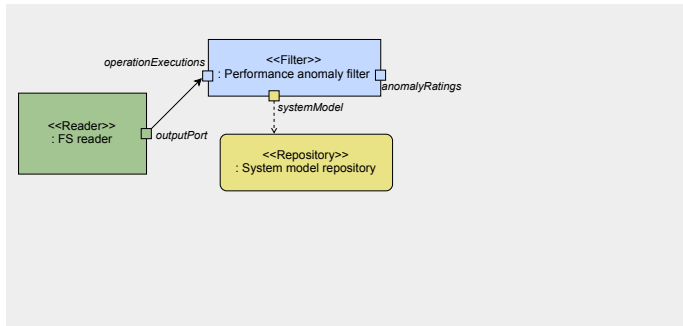 operationExecutions
<<Filter>>
: Performance anomaly filter
anomalyRatings
systemModel
<<Reader>>
: FS reader
outputPort
<<Repository>>
: System model repository